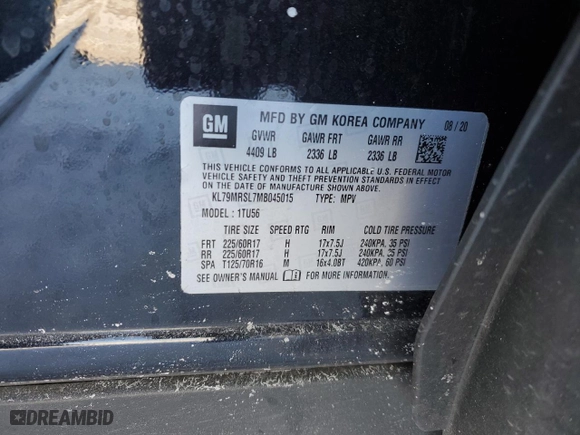 GM
MFD BY GM KOREA COMPANY 08/20
GVWR GAWR FRT GAWR RR
4409 LB 2336 LB 2336 LB
THIS VEHICLE CONFORMS TO ALL APPLICABLE U.S. FEDERAL MOTOR
VEHICLE SAFETY, BUMPER, AND THEFT PREVENTION STANDARDS IN EFFECT ON THE
DATE OF MANUFACTURE SHOWN ABOVE.
KL79MRSL7MB045015 TYPE: MPV
MODEL: 1TU56
TIRE SIZE SPEED RTG RIM COLD TIRE PRESSURE
FRT 225/60R17 H 17x7.5J 240KPA, 35 PSI
RR 225/60R17 H 17x7.5J 240KPA, 35 PSI
SPA T125/70R16 M 16x4.0BT 420KPA, 60 PSI
SEE OWNER'S MANUAL FOR MORE INFORMATION.
DREAMBID